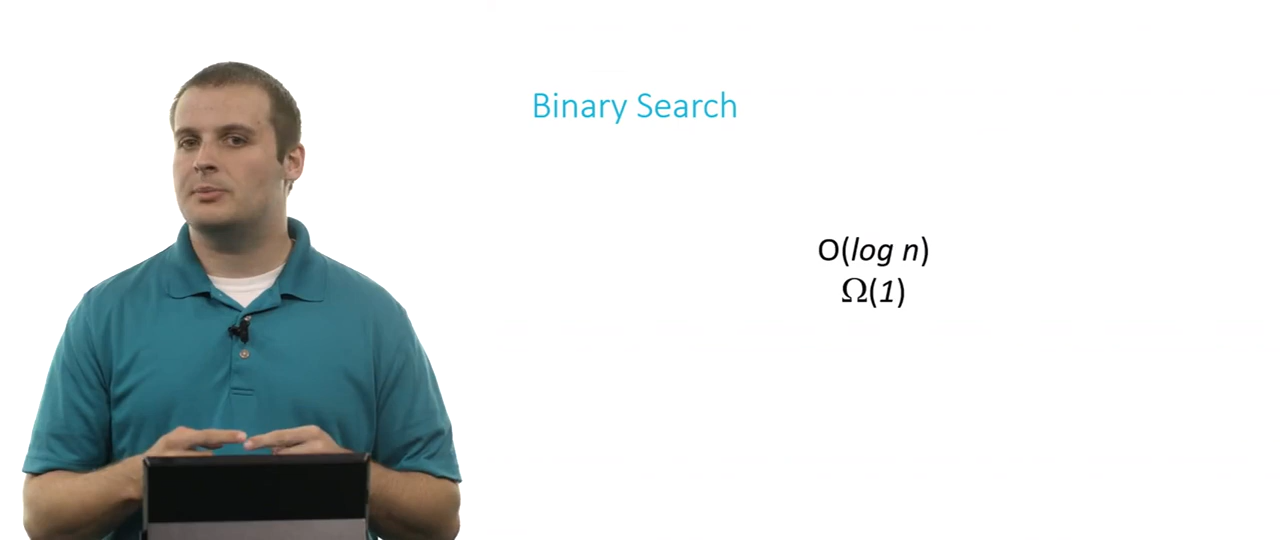 Binary Search
O(log n)
Ω(1)